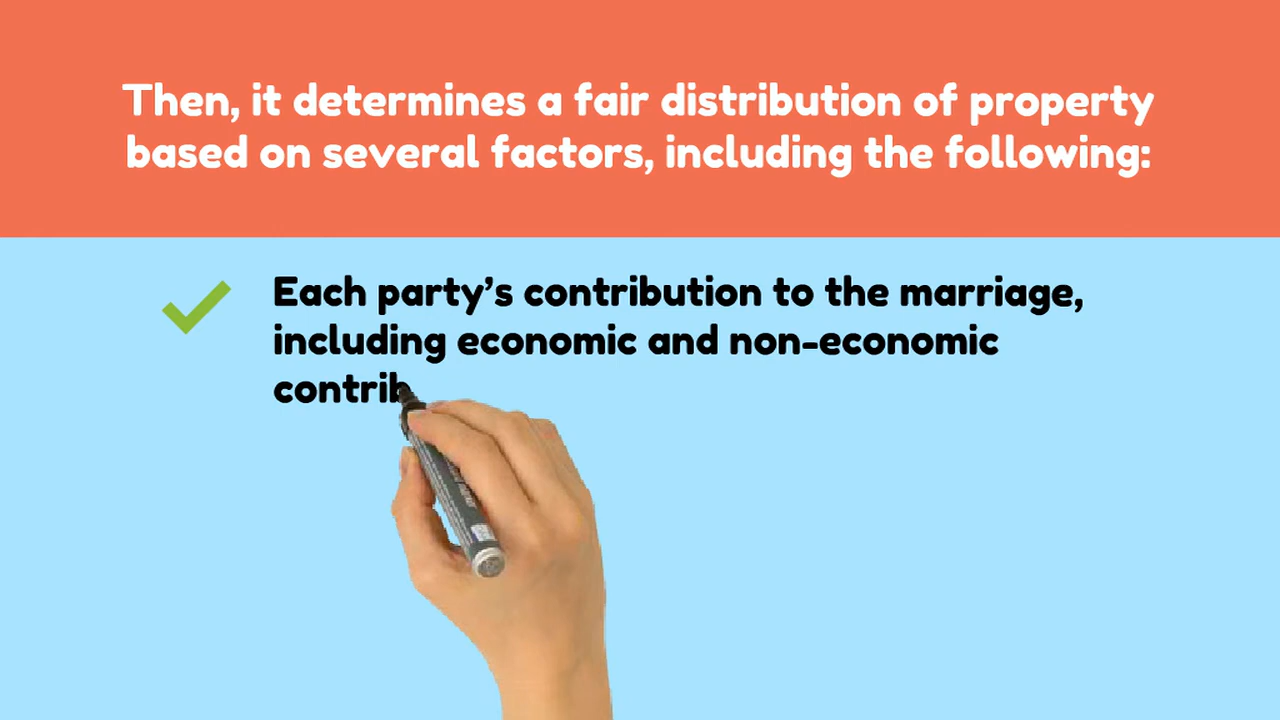 Then, it determines a fair distribution of property
based on several factors, including the following:
Each party’s contribution to the marriage,
including economic and non-economic
contrib